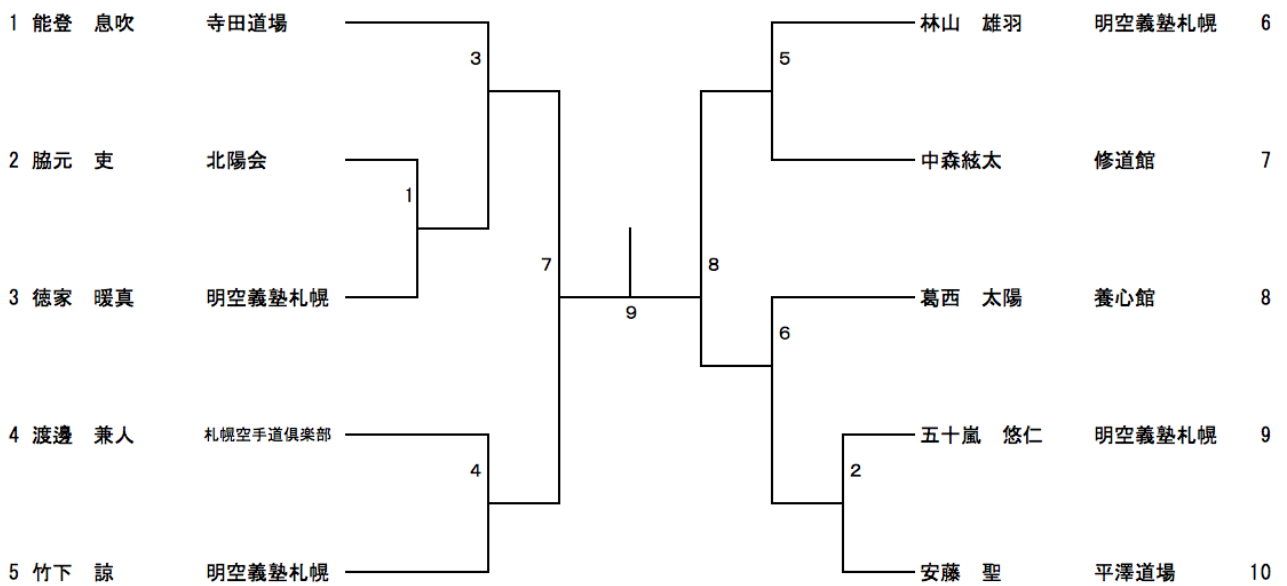 1 能登　息吹　寺田道場
3
2 脇元　吏　北陽会
1
3 徳家　暖真　明空義塾札幌
7
4 渡邊　兼人　札幌空手道倶楽部
4
5 竹下　諒　明空義塾札幌
9
林山　雄羽　明空義塾札幌　6
5
中森絃太　修道館　7
8
葛西　太陽　養心館　8
6
五十嵐　悠仁　明空義塾札幌　9
2
安藤　聖　平澤道場　10